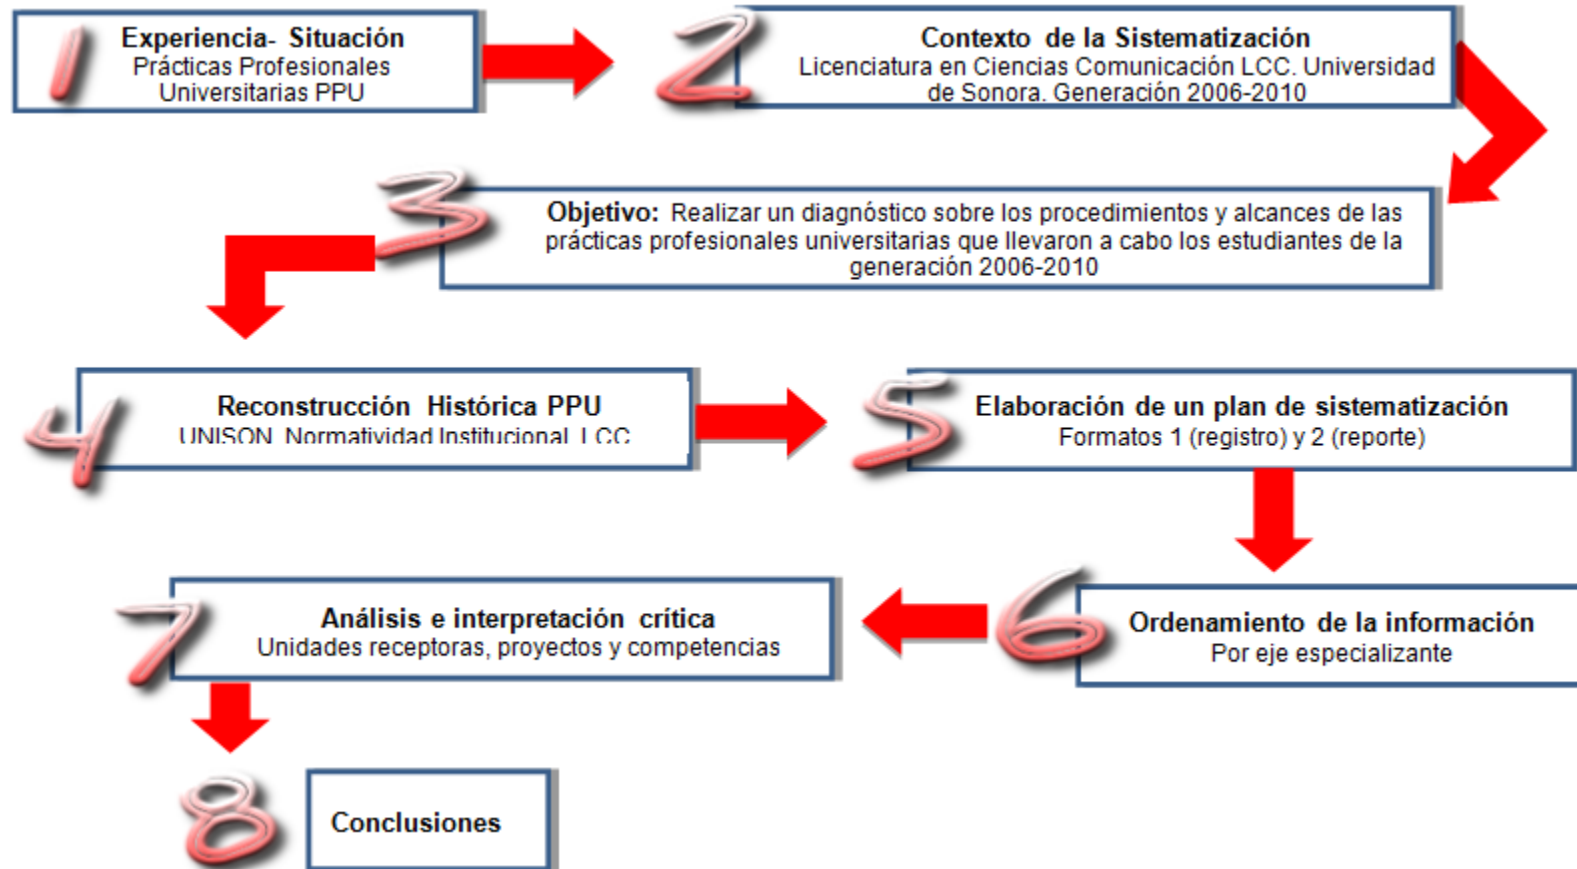 1
Experiencia- Situación
Prácticas Profesionales
Universitarias PPU
2
Contexto de la Sistematización
Licenciatura en Ciencias Comunicación LCC. Universidad
de Sonora. Generación 2006-2010
3
Objetivo: Realizar un diagnóstico sobre los procedimientos y alcances de las
prácticas profesionales universitarias que llevaron a cabo los estudiantes de la
generación 2006-2010
4
Reconstrucción Histórica PPU
UNISON Normatividad Institucional LCC
5
Elaboración de un plan de sistematización
Formatos 1 (registro) y 2 (reporte)
6
Ordenamiento de la información
Por eje especializante
7
Análisis e interpretación crítica
Unidades receptoras, proyectos y competencias
8
Conclusiones